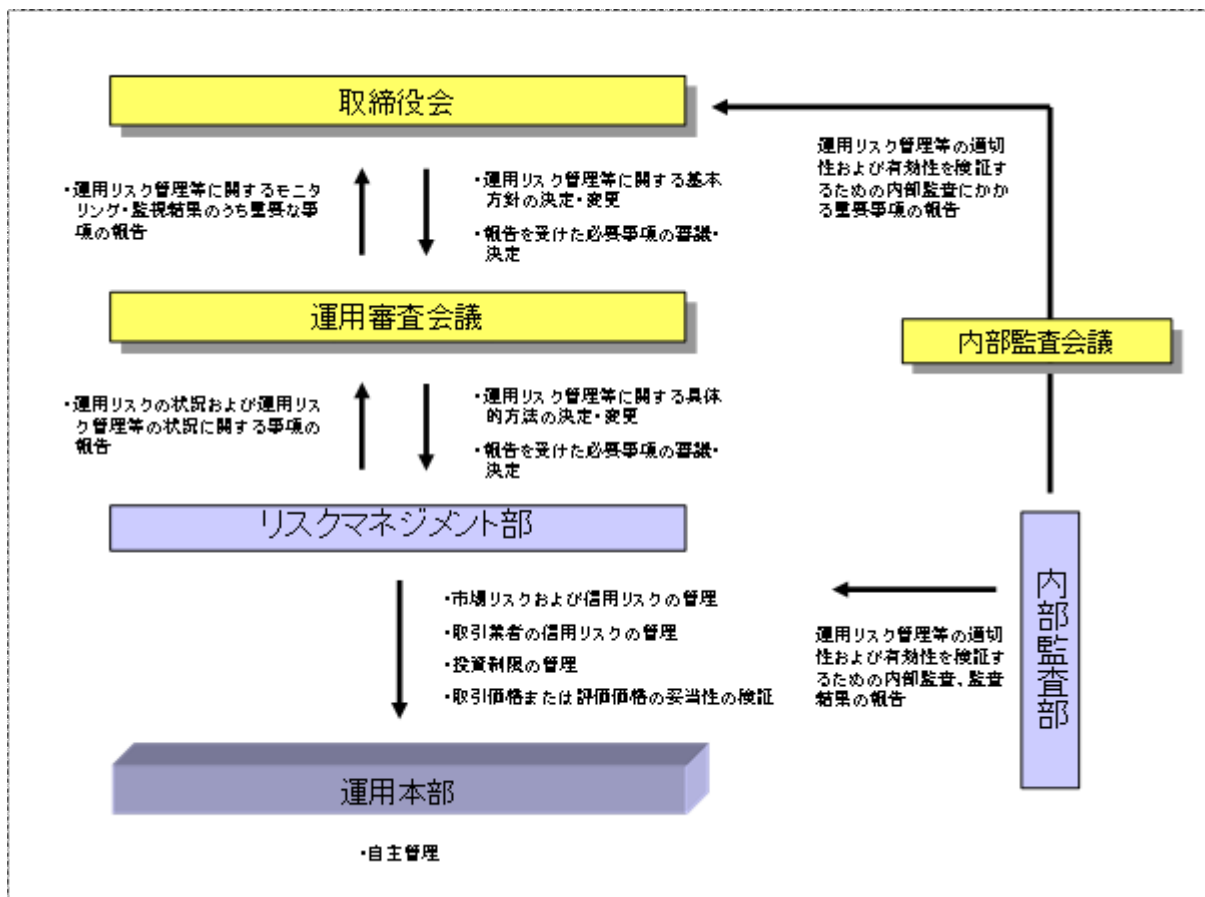 取締役会
・運用リスク管理等に関するモニ
タリング・監視結果のうち重要な事
項の報告
・運用リスク管理等に関する基本
方針の決定・変更
・報告を受けた必要事項の審議・
決定
運用リスク管理等の適切
性および有効性を検証す
るための内部監査にかか
る重要事項の報告
運用審査会議
内部監査会議
・運用リスクの状況および運用リス
ク管理等の状況に関する事項の
報告
・運用リスク管理等に関する具体
的方法の決定・変更
・報告を受けた必要事項の審議・
決定
リスクマネジメント部
・市場リスクおよび信用リスクの管理
・取引業者の信用リスクの管理
・投資制限の管理
・取引価格または評価価格の妥当性の検証
運用リスク管理等の適切
性および有効性を検証す
るための内部監査、監査
結果の報告
内部監査部
運用本部
・自主管理